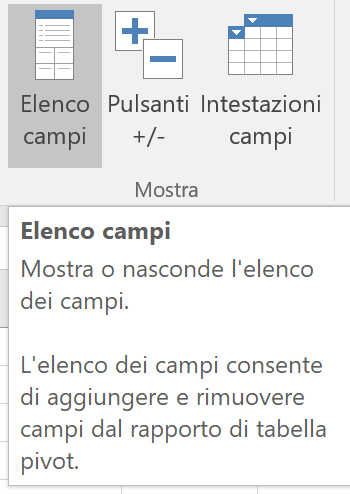 Elenco campi
Pulsanti +/-
Intestazioni campi
Mostra
Elenco campi
Mostra o nasconde l'elenco
dei campi.
L'elenco dei campi consente
di aggiungere e rimuovere
campi dal rapporto di tabella
pivot.